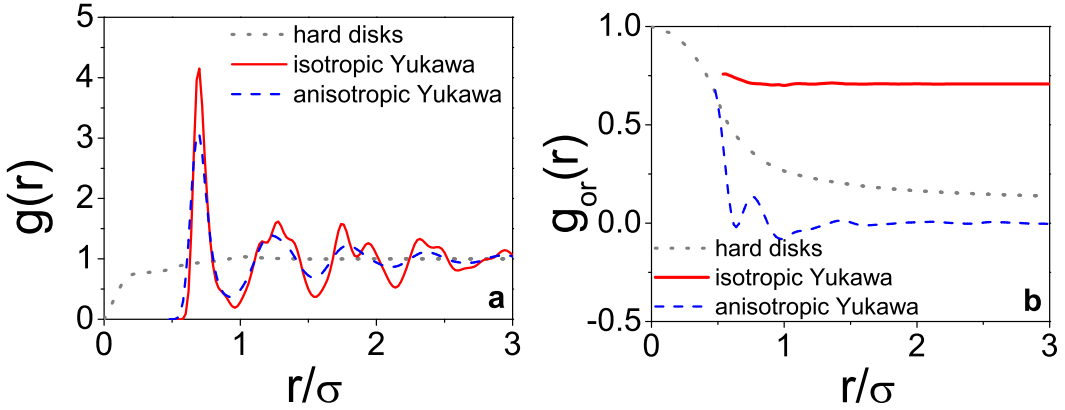 5
4
3
2
1
0
0
1
2
3
g(r)
r/σ
hard disks
isotropic Yukawa
anisotropic Yukawa
a
1.0
0.5
0.0
-0.5
0
1
2
3
g_or(r)
r/σ
hard disks
isotropic Yukawa
anisotropic Yukawa
b